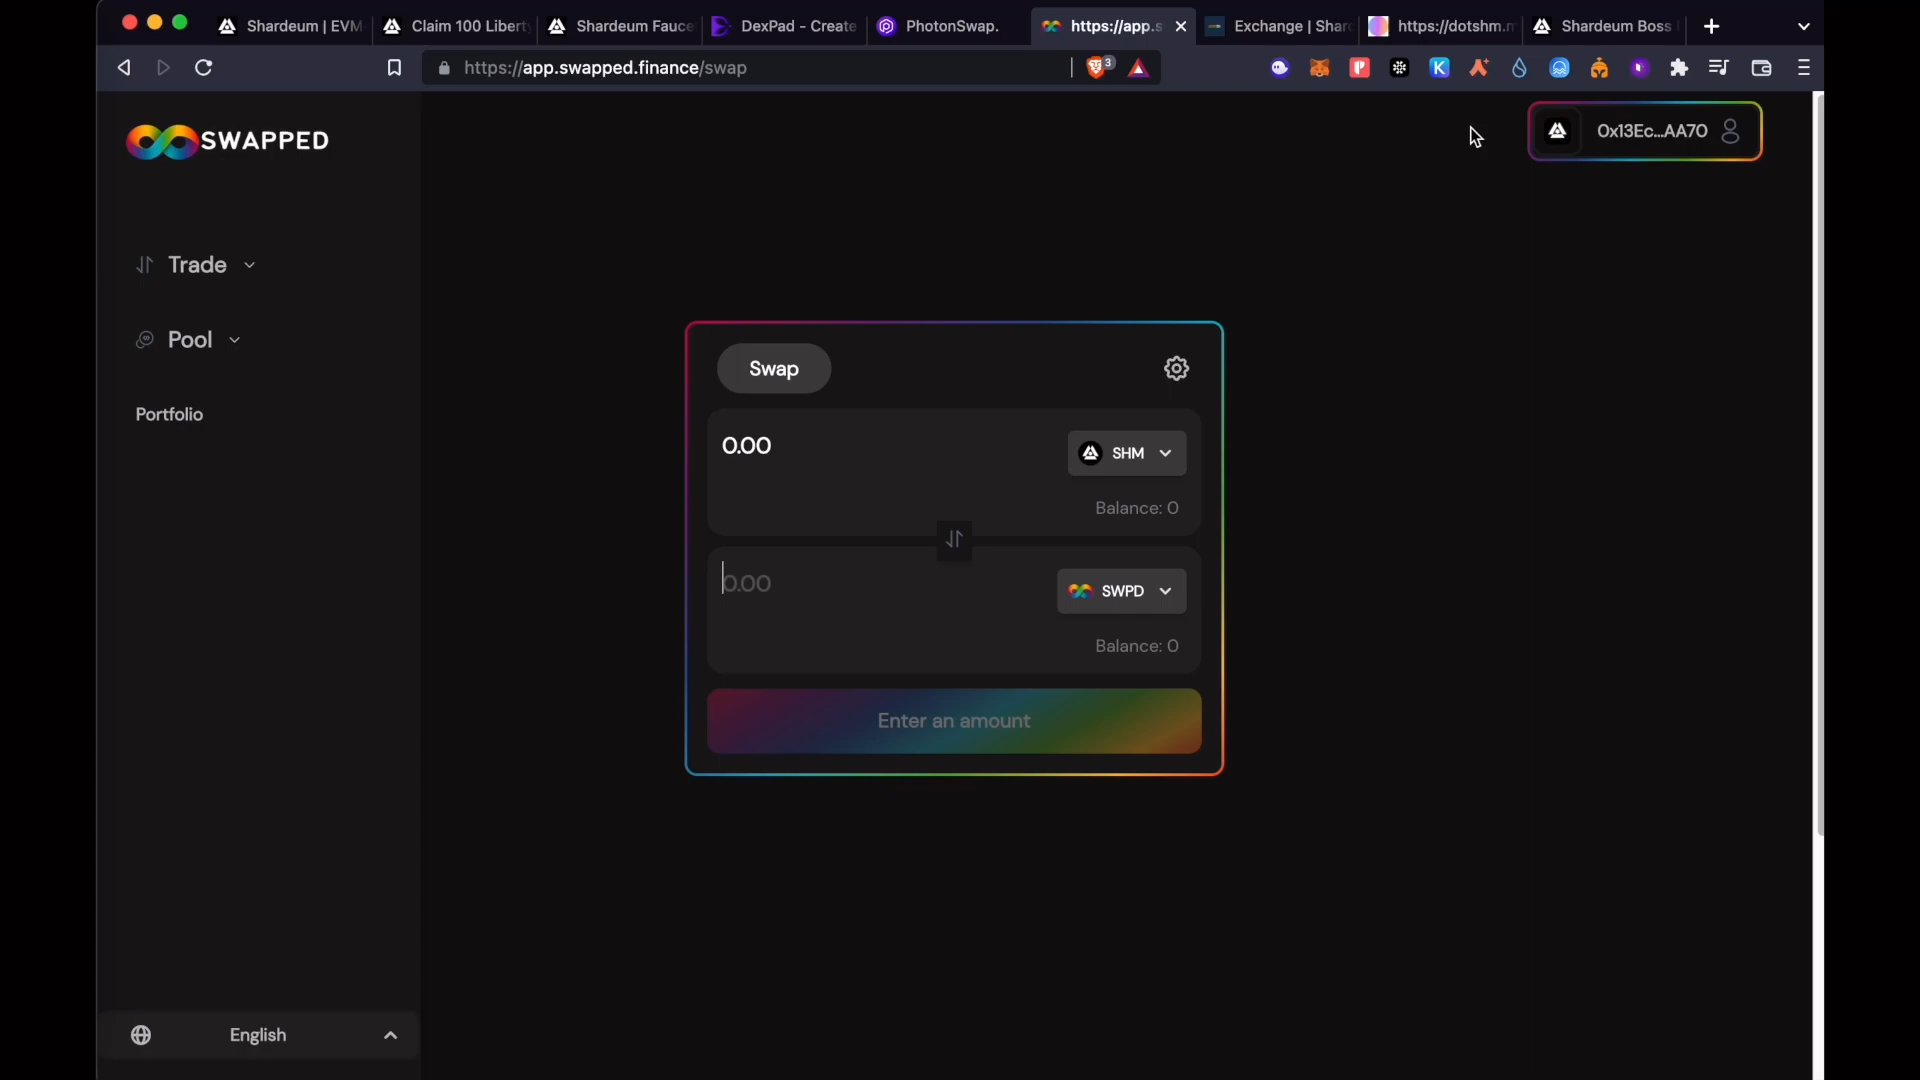 Shardeum | EVM
Claim 100 Liberty
Shardeum Fauce
DexPad - Create
PhotonSwap.
https://app.s
Exchange | Shar
https://dotshm.m
Shardeum Boss
https://app.swapped.finance/swap
3
SWAPPED
0x13Ec...AA70
Trade
Pool
Portfolio
Swap
0.00
SHM
Balance: 0
0.00
SWPD
Balance: 0
Enter an amount
English